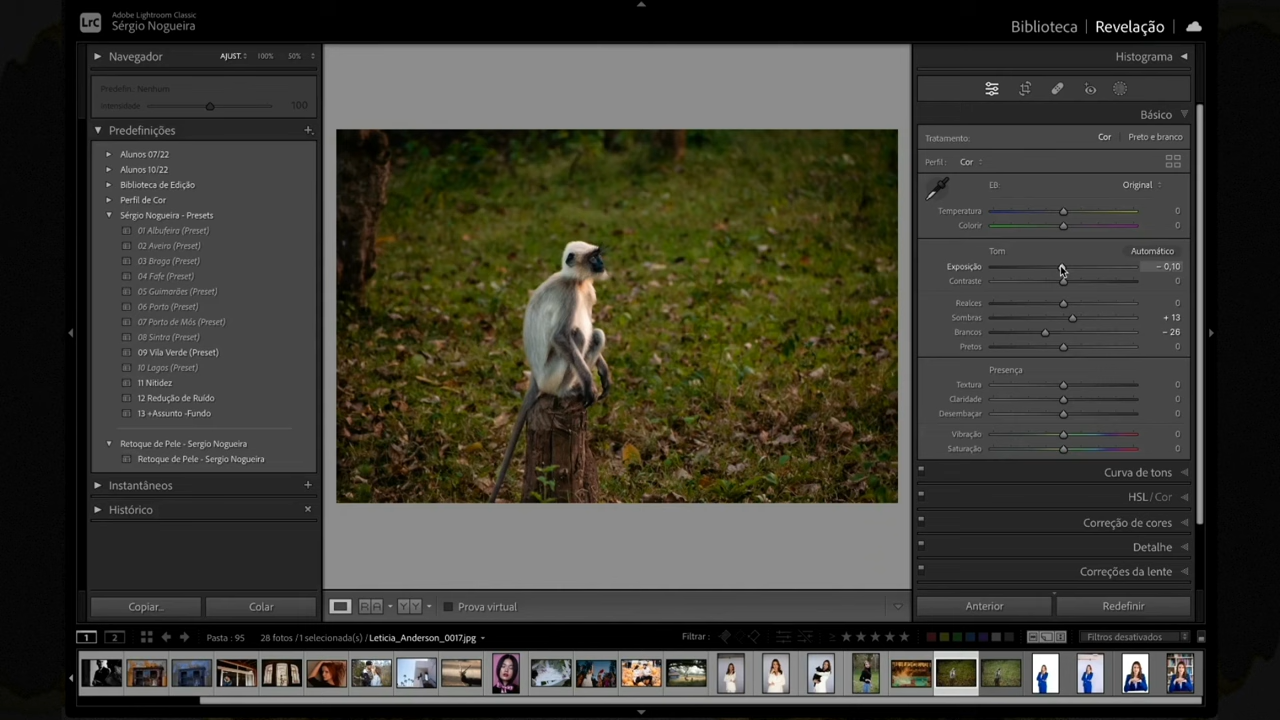 LrC
Adobe Lightroom Classic
Sérgio Nogueira
Biblioteca | Revelação
Navegador AJUST. 100% 50%
Predefin.: Nenhum
Intensidade 100
Predefinições
Alunos 07/22
Alunos 10/22
Biblioteca de Edição
Perfil de Cor
Sérgio Nogueira - Presets
01 Albufeira (Preset)
02 Aveiro (Preset)
03 Braga (Preset)
04 Fafe (Preset)
05 Guimarães (Preset)
06 Porto (Preset)
07 Porto de Mós (Preset)
08 Sintra (Preset)
09 Vila Verde (Preset)
10 Lagos (Preset)
11 Nitidez
12 Redução de Ruído
13 +Assunto -Fundo
Retoque de Pele - Sergio Nogueira
Retoque de Pele - Sergio Nogueira
Instantâneos
Histórico
Copiar... Colar
Prova virtual
Histograma
Básico
Tratamento: Cor Preto e branco
Perfil: Cor
EB: Original
Temperatura 0
Colorir 0
Tom Automático
Exposição − 0,10
Contraste 0
Realces 0
Sombras + 13
Brancos − 26
Pretos 0
Presença
Textura 0
Claridade 0
Desembaçar 0
Vibração 0
Saturação 0
Curva de tons
HSL / Cor
Correção de cores
Detalhe
Correções da lente
Anterior Redefinir
1 2 Pasta : 95 28 fotos /1 selecionada(s) /Leticia_Anderson_0017.jpg Filtrar : Filtros desativados